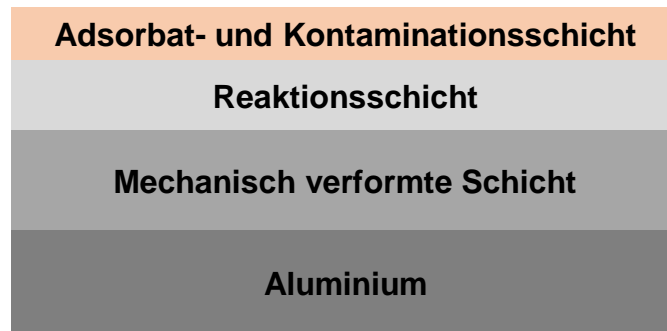 Adsorbat- und Kontaminationsschicht
Reaktionsschicht
Mechanisch verformte Schicht
Aluminium